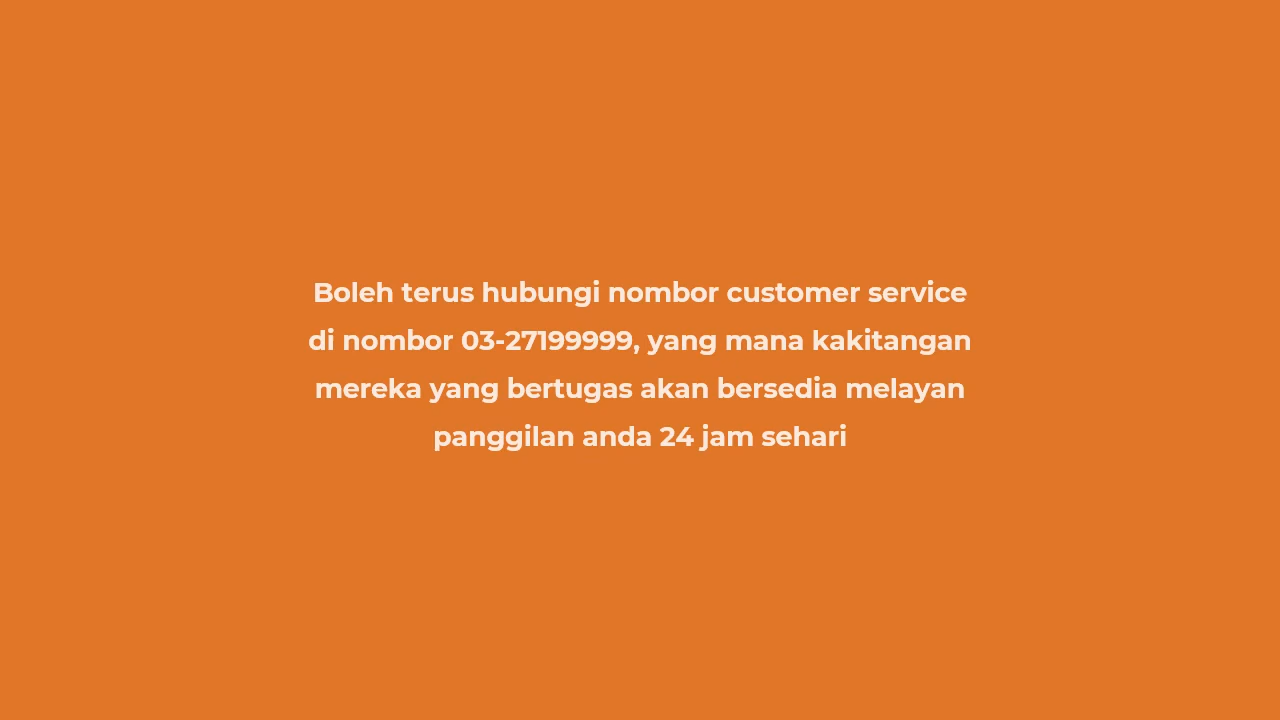 Boleh terus hubungi nombor customer service
di nombor 03-27199999, yang mana kakitangan
mereka yang bertugas akan bersedia melayan
panggilan anda 24 jam sehari